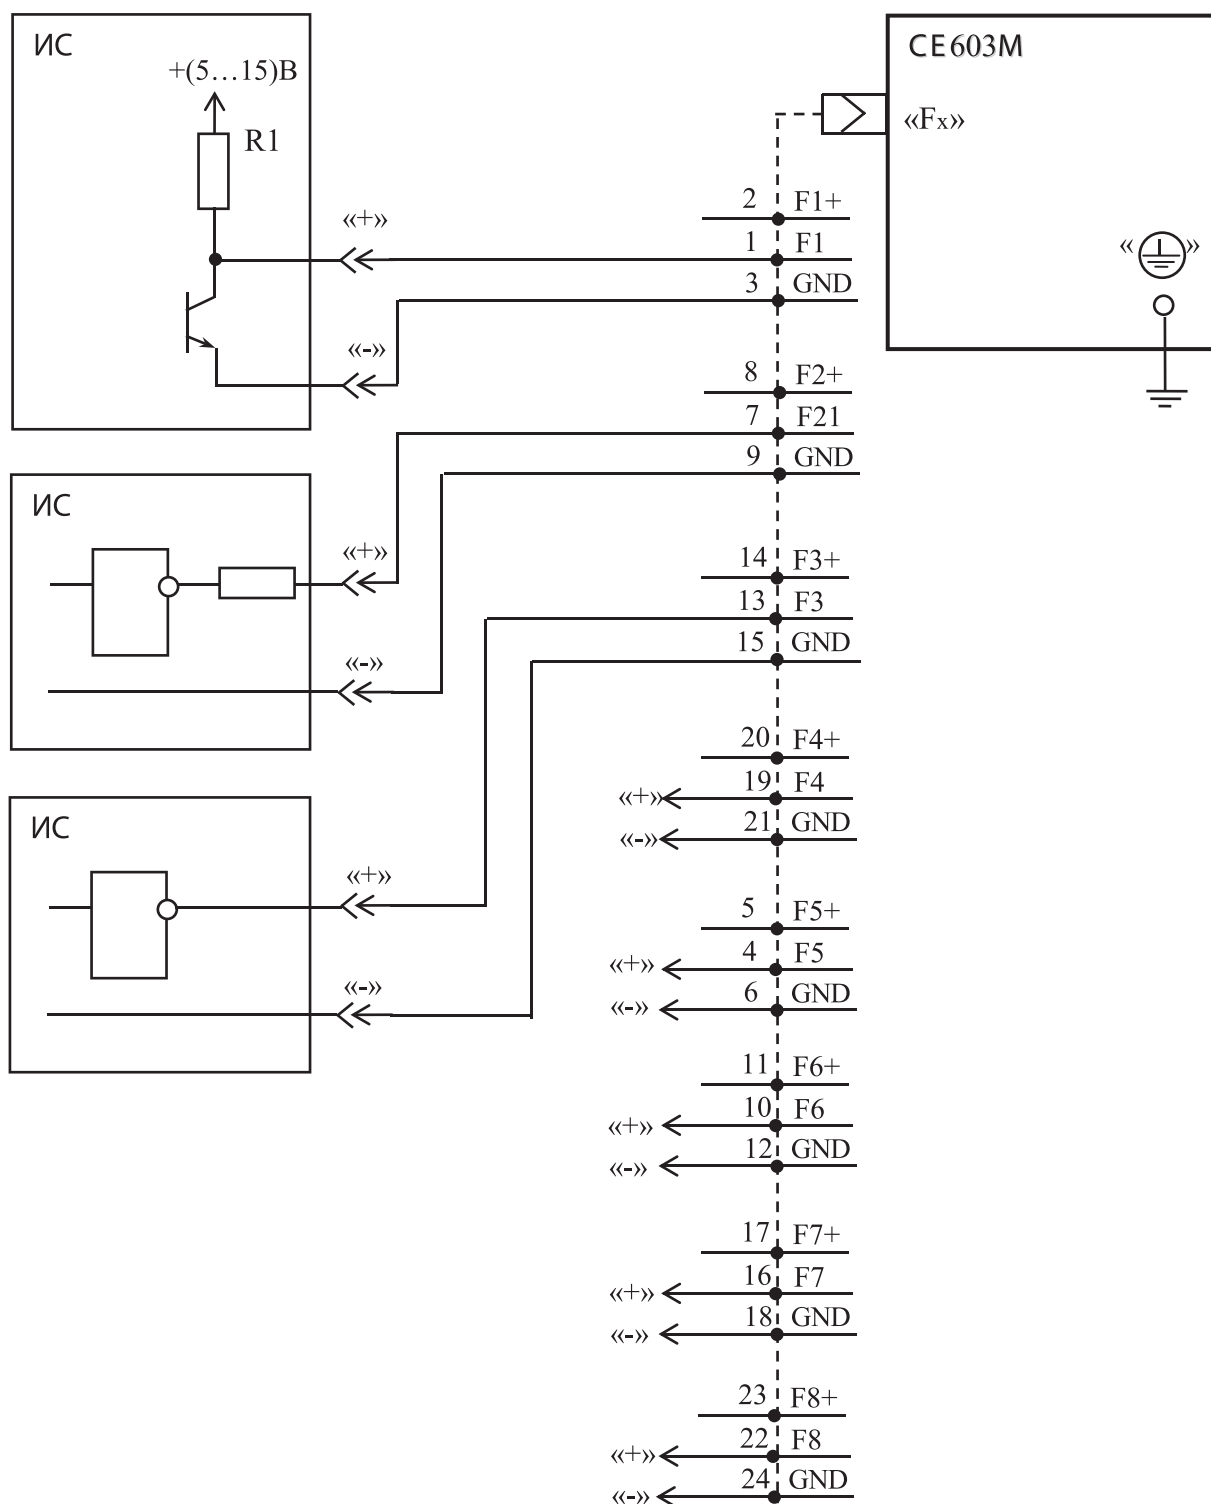 ИС
+(5…15)В
R1
«+»
«-»
ИС
«+»
«-»
ИС
«+»
«-»
CE603M
«Fx»
« »
2 F1+
1 F1
3 GND
8 F2+
7 F21
9 GND
14 F3+
13 F3
15 GND
20 F4+
«+» 19 F4
«-» 21 GND
5 F5+
«+» 4 F5
«-» 6 GND
11 F6+
«+» 10 F6
«-» 12 GND
17 F7+
«+» 16 F7
«-» 18 GND
23 F8+
«+» 22 F8
«-» 24 GND